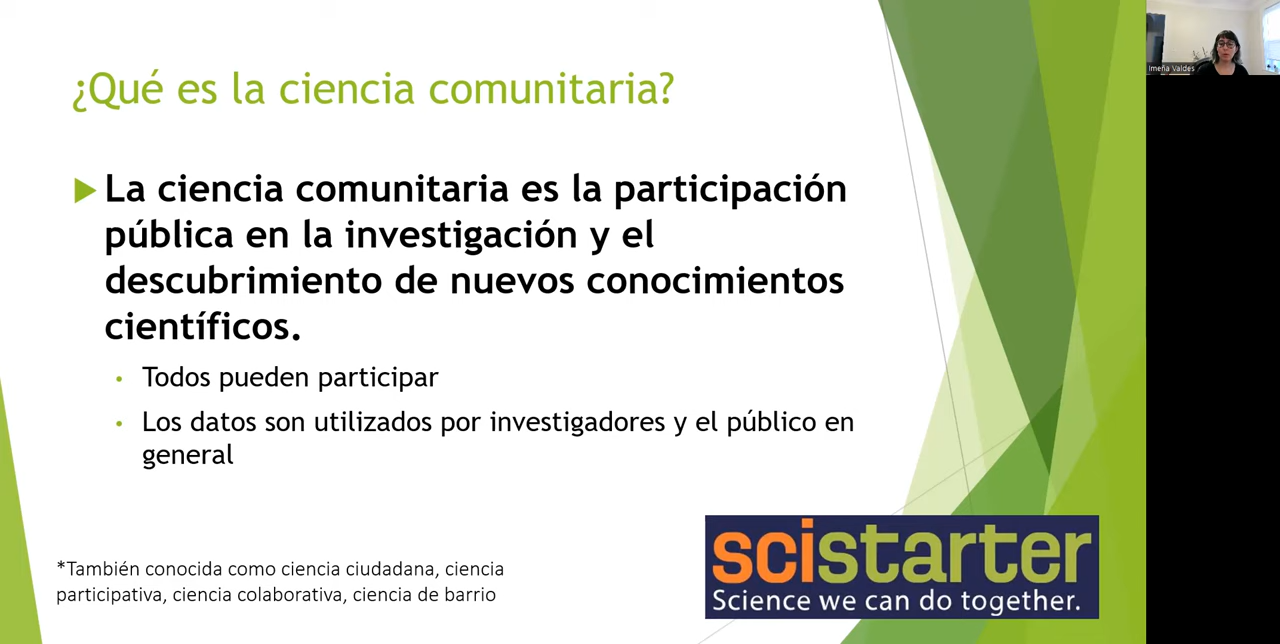 ¿Qué es la ciencia comunitaria?
La ciencia comunitaria es la participación
pública en la investigación y el
descubrimiento de nuevos conocimientos
científicos.
Todos pueden participar
Los datos son utilizados por investigadores y el público en
general
*También conocida como ciencia ciudadana, ciencia
participativa, ciencia colaborativa, ciencia de barrio
scistarter
Science we can do together.
Imeña Valdes